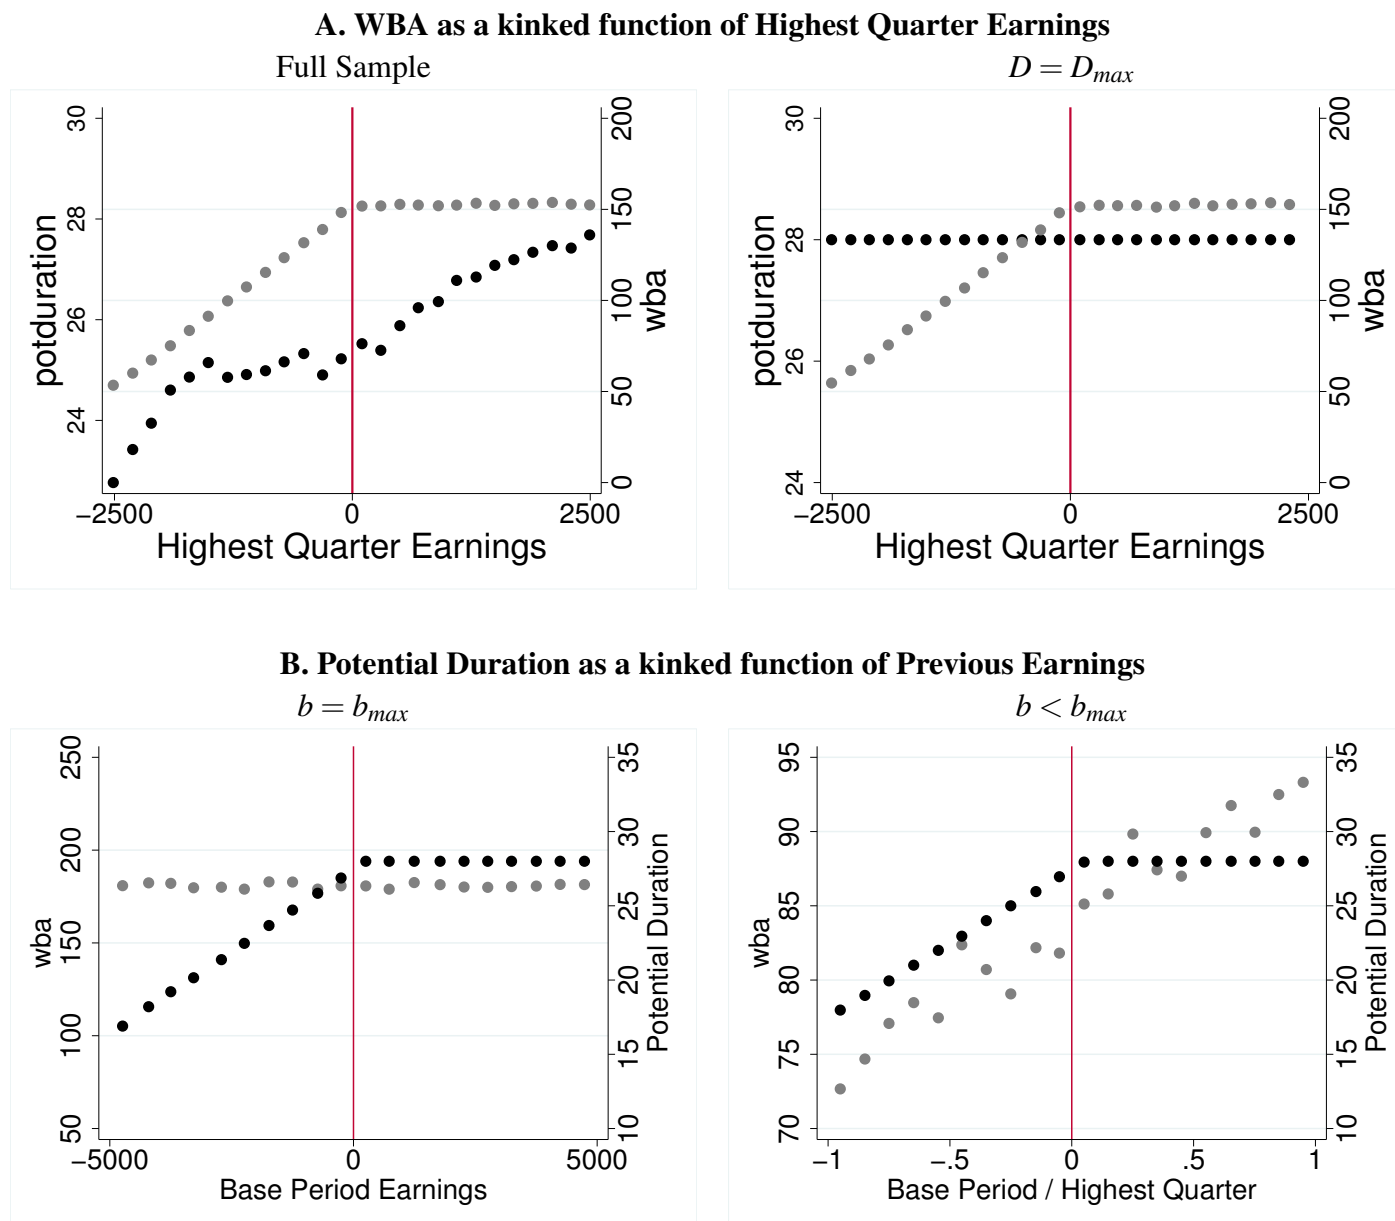 A. WBA as a kinked function of Highest Quarter Earnings
Full Sample
30
28
26
24
potduration
200
150
100
50
0
wba
−2500 0 2500
Highest Quarter Earnings
D = Dmax
30
28
26
24
potduration
200
150
100
50
0
wba
−2500 0 2500
Highest Quarter Earnings
B. Potential Duration as a kinked function of Previous Earnings
b = bmax
250
200
150
100
50
wba
35
30
25
20
15
10
Potential Duration
−5000 0 5000
Base Period Earnings
b < bmax
95
90
85
80
75
70
wba
35
30
25
20
15
10
Potential Duration
−1 −.5 0 .5 1
Base Period / Highest Quarter